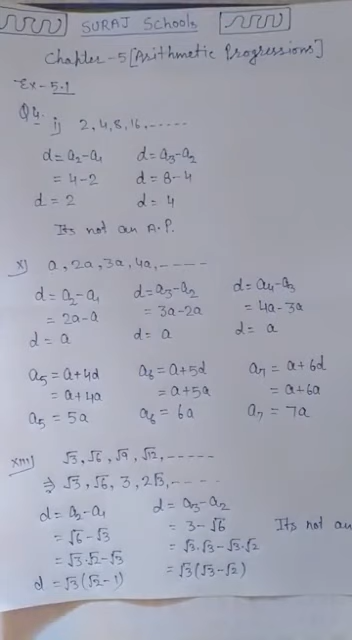 SURAJ Schools
Chapter-5 [Arithmetic Progressions]
Ex-5.1
Q4. i) 2, 4, 8, 16, -----
d = a₂-a₁ d = a₃-a₂
= 4-2 d = 8-4
d = 2 d = 4
Its not an A.P.
x) a, 2a, 3a, 4a, -----
d = a₂-a₁ d = a₃-a₂ d = a₄-a₃
= 2a-a = 3a-2a = 4a-3a
d = a d = a d = a
a₅ = a+4d a₆ = a+5d a₇ = a+6d
= a+4a = a+5a = a+6a
a₅ = 5a a₆ = 6a a₇ = 7a
xiii) √3, √6, √9, √12, -----
⇒ √3, √6, 3, 2√3, ----
d = a₂-a₁ d = a₃-a₂
= √6-√3 = 3-√6 Its not an
= √3.√2-√3 = √3.√3-√3.√2
d = √3(√2-1) = √3(√3-√2)